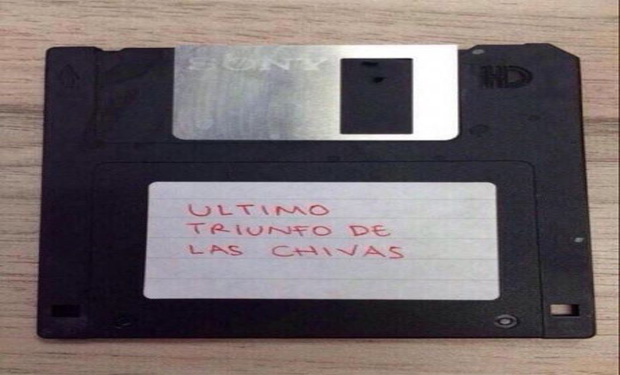 SONY
HD
ULTIMO
TRIUNFO DE
LAS CHIVAS